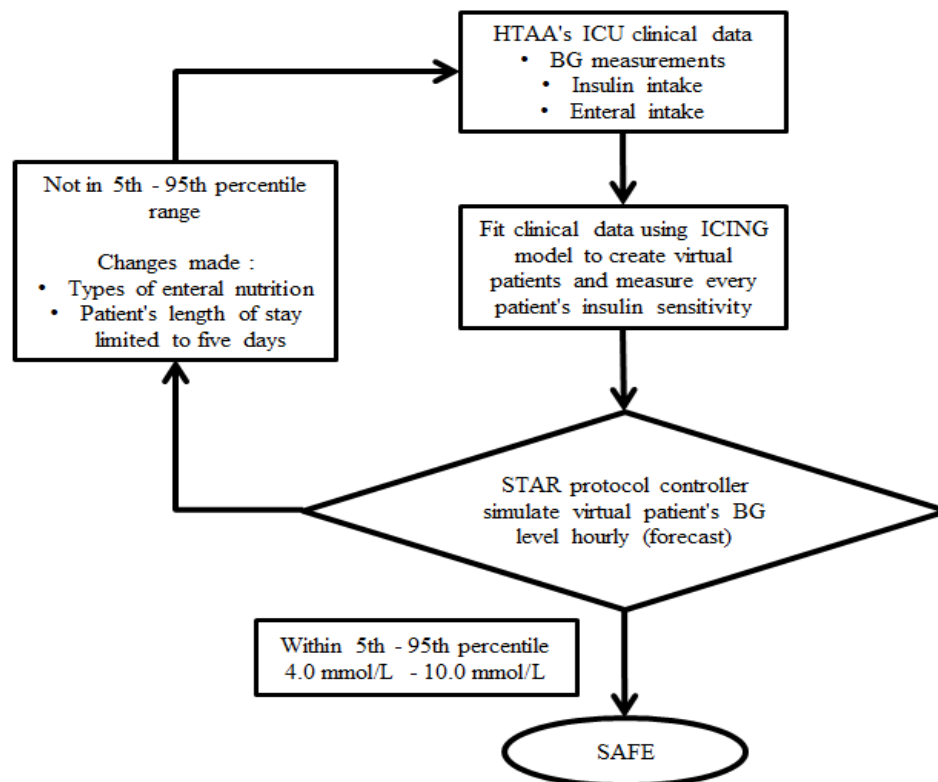 HTAA's ICU clinical data
• BG measurements
• Insulin intake
• Enteral intake
Not in 5th - 95th percentile
range
Changes made :
• Types of enteral nutrition
• Patient's length of stay
limited to five days
Fit clinical data using ICING
model to create virtual
patients and measure every
patient's insulin sensitivity
STAR protocol controller
simulate virtual patient's BG
level hourly (forecast)
Within 5th - 95th percentile
4.0 mmol/L - 10.0 mmol/L
SAFE